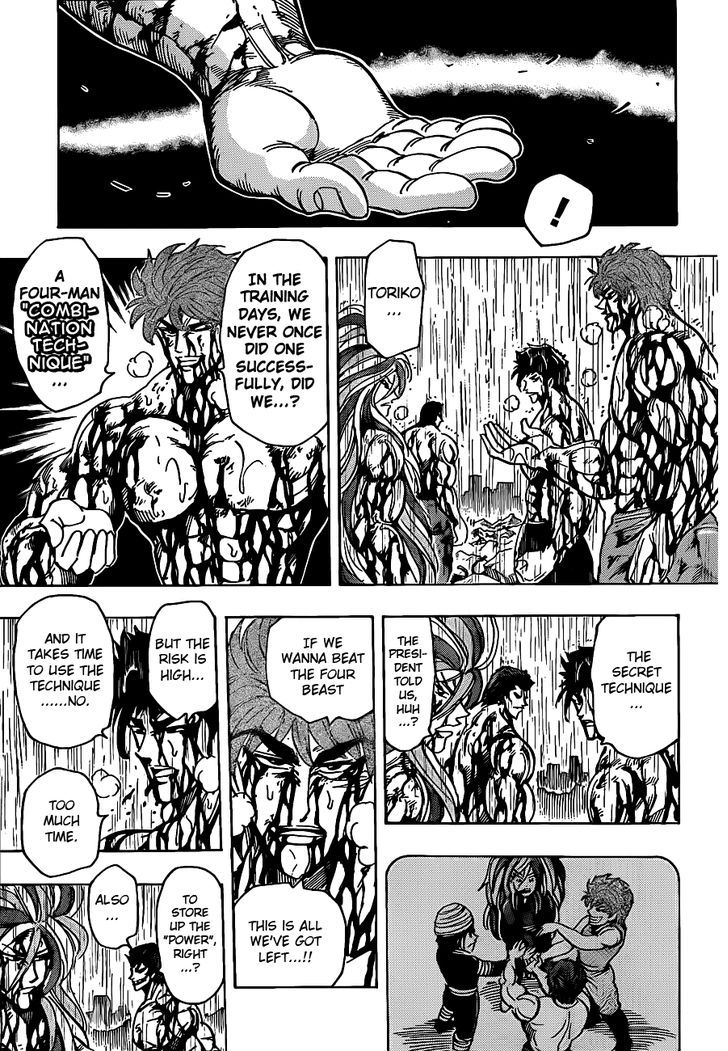 !
TORIKO
...
IN THE
TRAINING
DAYS, WE
NEVER ONCE
DID ONE
SUCCESS-
FULLY, DID
WE...?
A
FOUR-MAN
"COMBI-
NATION
TECH-
NIQUE"
...
THE
SECRET
TECHNIQUE
...
THE
PRESI-
DENT
TOLD
US,
HUH
...?
IF WE
WANNA BEAT
THE FOUR
BEAST
THIS IS ALL
WE'VE GOT
LEFT...!!
BUT THE
RISK IS
HIGH...
AND IT
TAKES TIME
TO USE THE
TECHNIQUE
......NO.
TOO
MUCH
TIME.
TO
STORE
UP THE
"POWER",
RIGHT
...?
ALSO
...